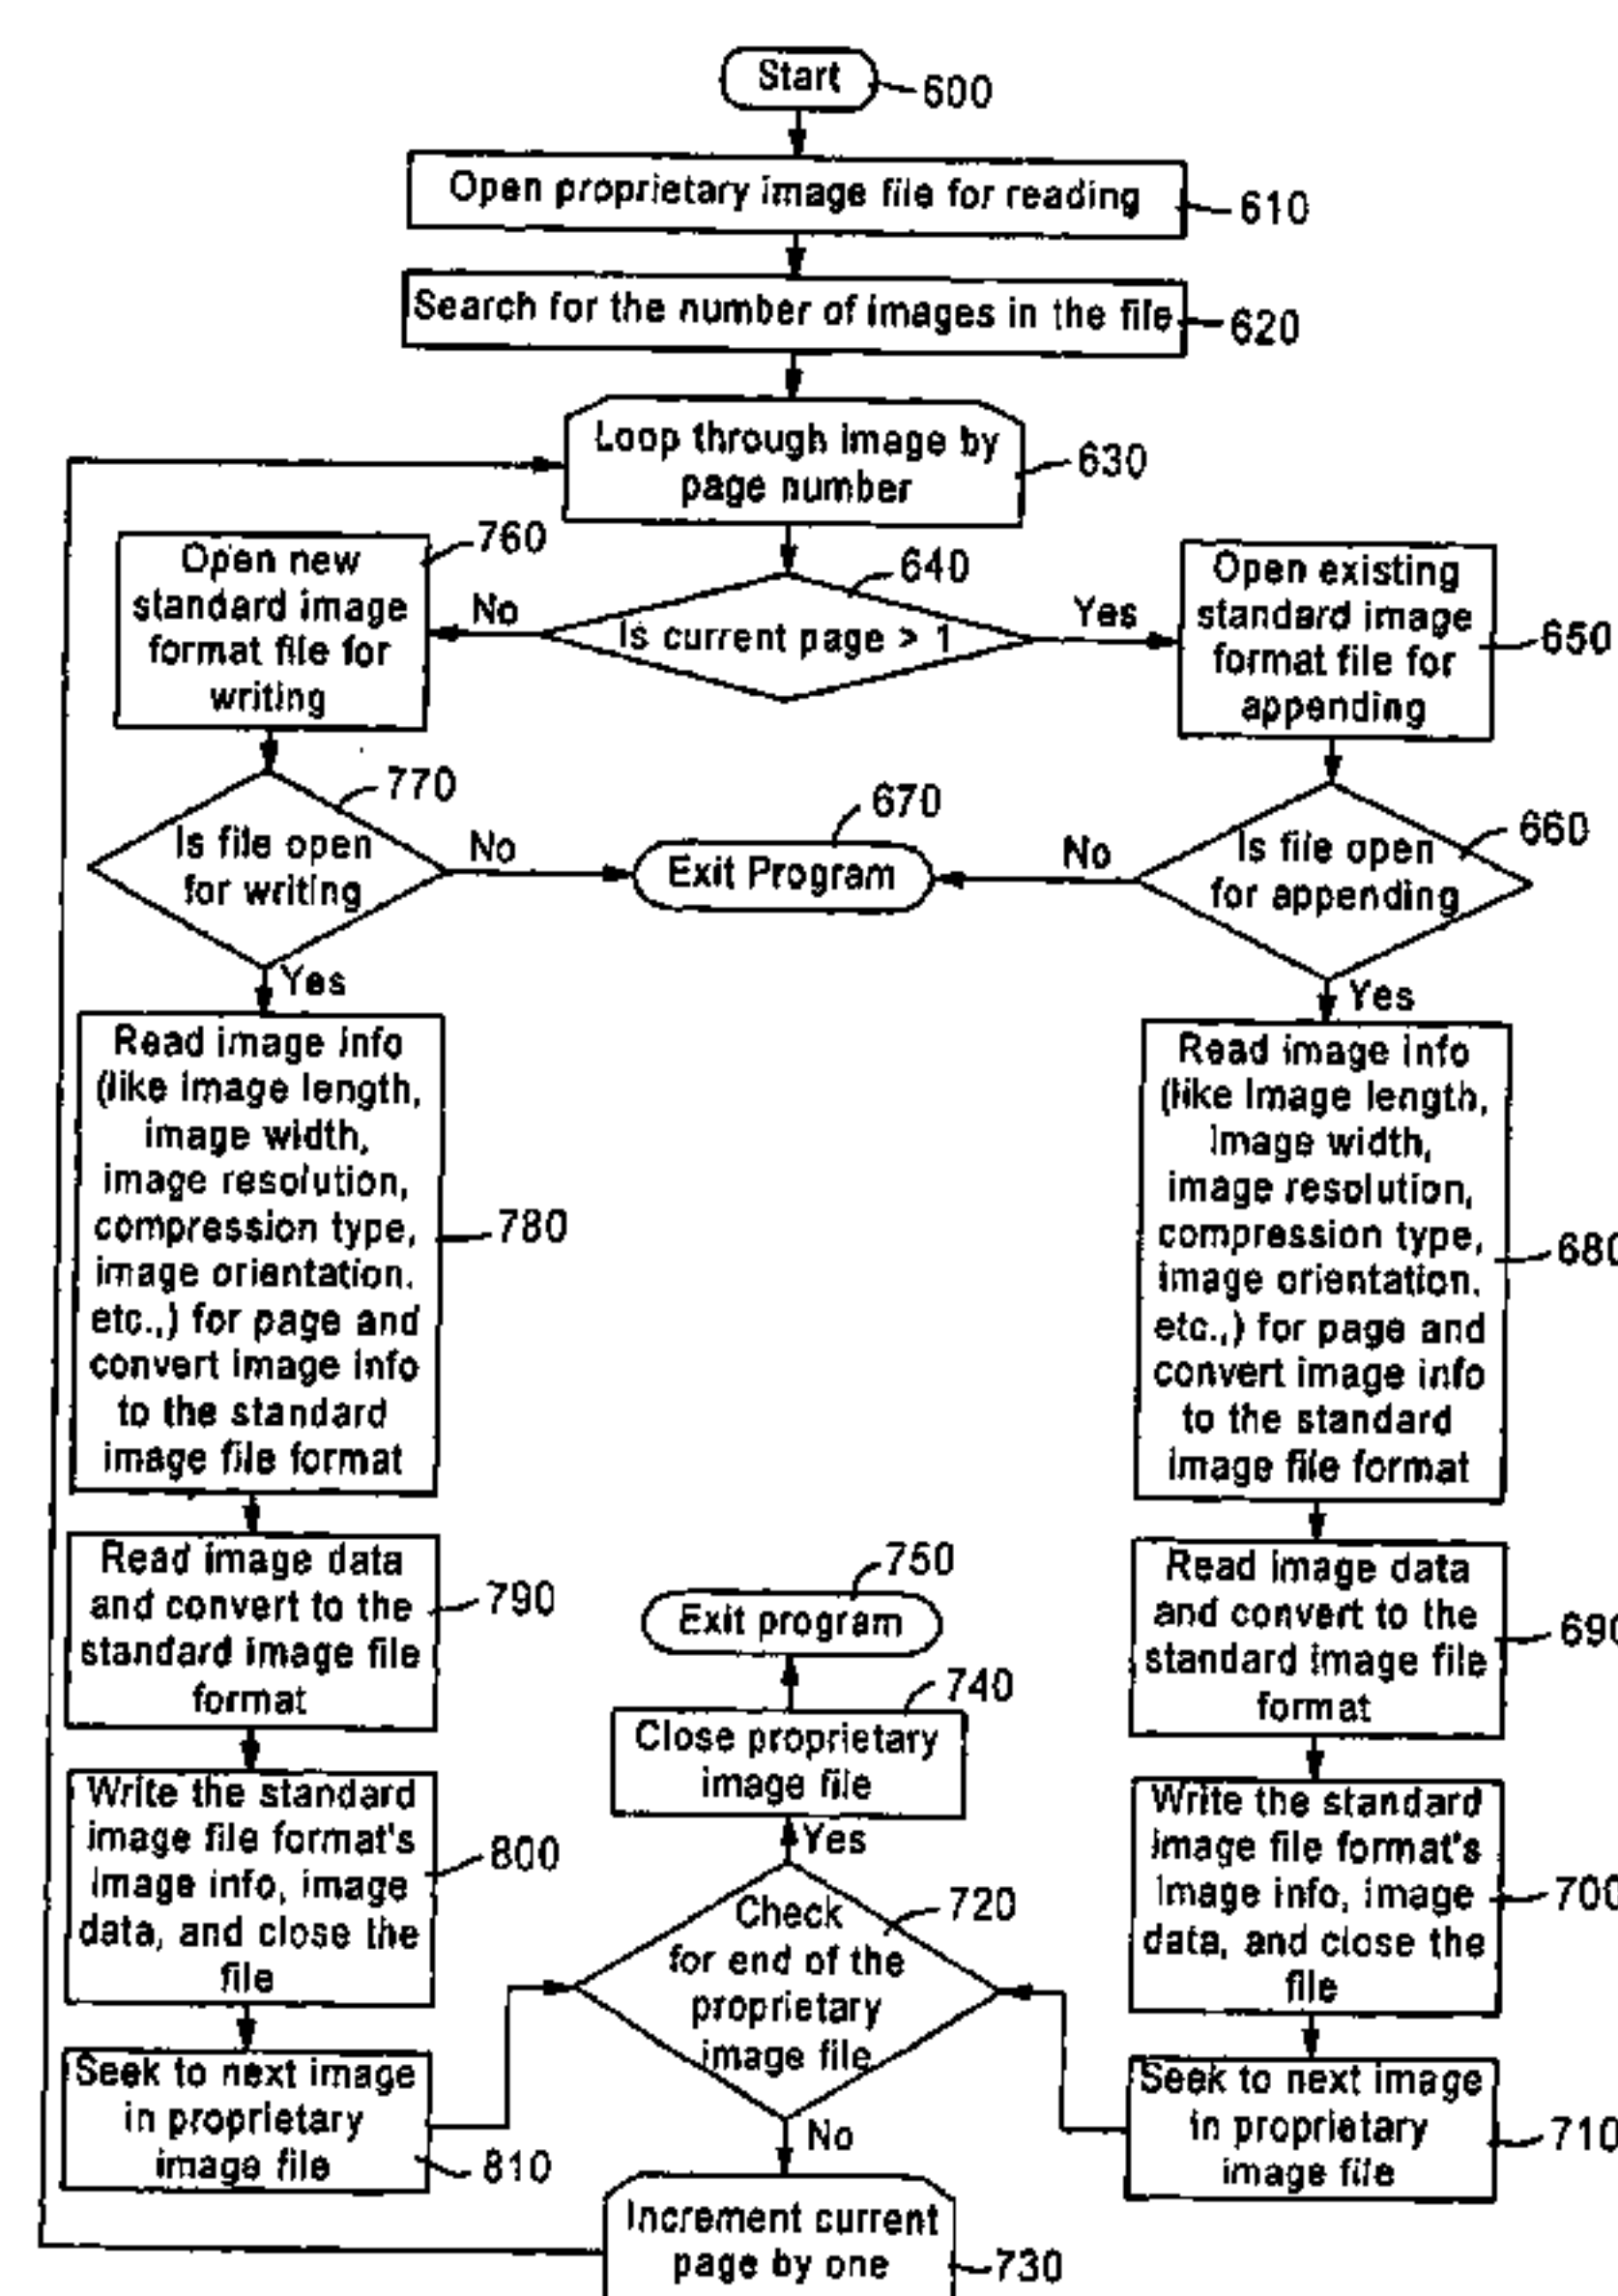 Start
600
Open proprietary image file for reading
610
Search for the number of images in the file
620
Loop through image by
page number
630
Open new
standard image
format file for
writing
760
No
640
Is current page > 1
Yes
Open existing
standard image
format file for
appending
650
770
Is file open
for writing
No
670
Exit Program
No
660
Is file open
for appending
Yes
Yes
Read image info
(like image length,
image width,
image resolution,
compression type,
image orientation,
etc.,) for page and
convert image info
to the standard
image file format
780
Read image info
(like image length,
image width,
image resolution,
compression type,
image orientation,
etc.,) for page and
convert image info
to the standard
image file format
680
Read image data
and convert to the
standard image file
format
790
750
Exit program
740
Close proprietary
image file
Yes
Read image data
and convert to the
standard image file
format
690
Write the standard
image file format's
image info, image
data, and close the
file
800
720
Check
for end of the
proprietary
image file
No
Write the standard
image file format's
image info, image
data, and close the
file
700
Seek to next image
in proprietary
image file
810
Seek to next image
in proprietary
image file
710
Increment current
page by one
730